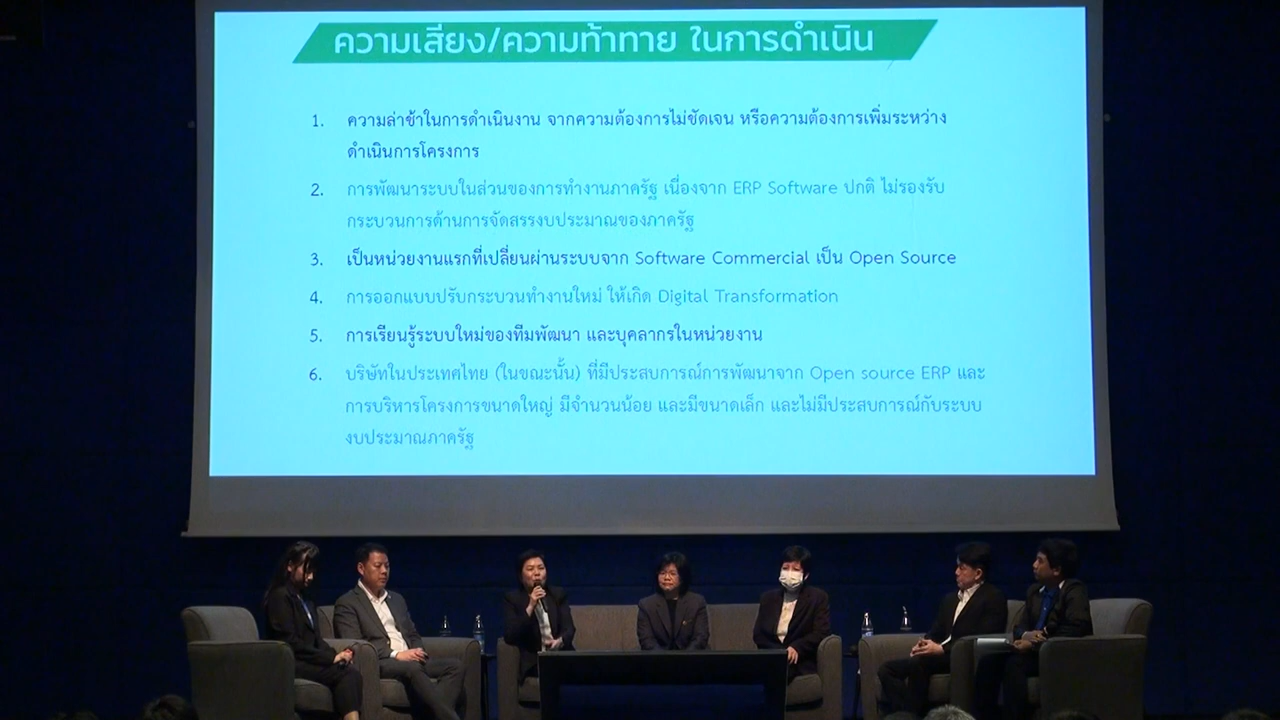 ความเสี่ยง/ความท้าทาย ในการดำเนิน
1. ความล่าช้าในการดำเนินงาน จากความต้องการไม่ชัดเจน หรือความต้องการเพิ่มระหว่าง
ดำเนินการโครงการ
2. การพัฒนาระบบในส่วนของการทำงานภาครัฐ เนื่องจาก ERP Software ปกติ ไม่รองรับ
กระบวนการด้านการจัดสรรงบประมาณของภาครัฐ
3. เป็นหน่วยงานแรกที่เปลี่ยนผ่านระบบจาก Software Commercial เป็น Open Source
4. การออกแบบปรับกระบวนทำงานใหม่ ให้เกิด Digital Transformation
5. การเรียนรู้ระบบใหม่ของทีมพัฒนา และบุคลากรในหน่วยงาน
6. บริษัทในประเทศไทย (ในขณะนั้น) ที่มีประสบการณ์การพัฒนาจาก Open source ERP และ
การบริหารโครงการขนาดใหญ่ มีจำนวนน้อย และมีขนาดเล็ก และไม่มีประสบการณ์กับระบบ
งบประมาณภาครัฐ